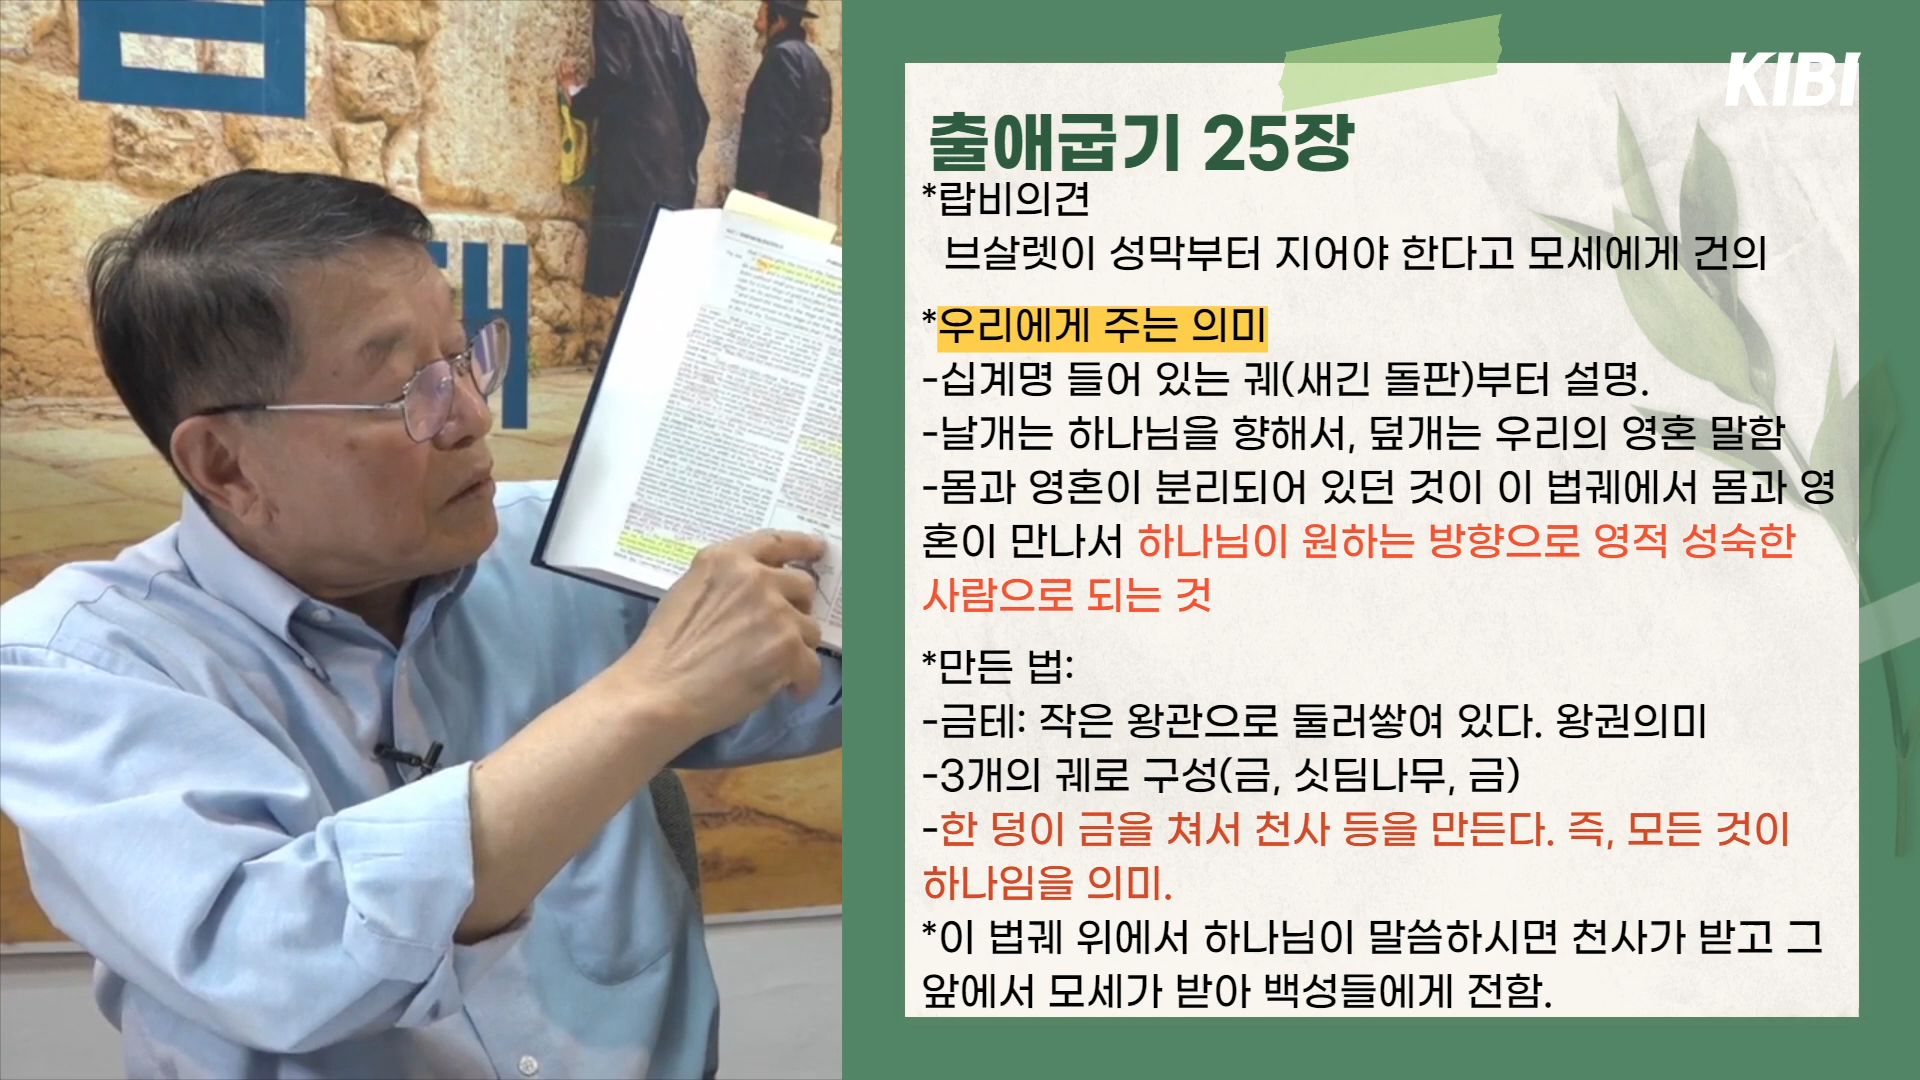 KIBI
출애굽기 25장
*랍비의견
브살렛이 성막부터 지어야 한다고 모세에게 건의
*우리에게 주는 의미
-십계명 들어 있는 궤(새긴 돌판)부터 설명.
-날개는 하나님을 향해서, 덮개는 우리의 영혼 말함
-몸과 영혼이 분리되어 있던 것이 이 법궤에서 몸과 영
혼이 만나서 하나님이 원하는 방향으로 영적 성숙한
사람으로 되는 것
*만든 법:
-금테: 작은 왕관으로 둘러쌓여 있다. 왕권의미
-3개의 궤로 구성(금, 싯딤나무, 금)
-한 덩이 금을 쳐서 천사 등을 만든다. 즉, 모든 것이
하나임을 의미.
*이 법궤 위에서 하나님이 말씀하시면 천사가 받고 그
앞에서 모세가 받아 백성들에게 전함.